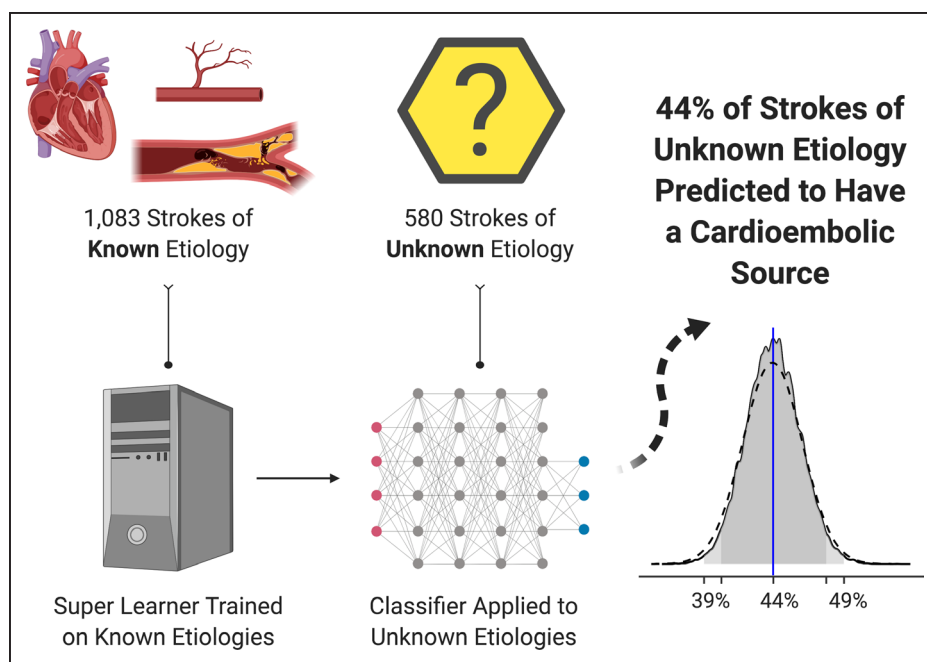 ?
1,083 Strokes of
Known Etiology
580 Strokes of
Unknown Etiology
44% of Strokes of
Unknown Etiology
Predicted to Have
a Cardioembolic
Source
Super Learner Trained
on Known Etiologies
Classifier Applied to
Unknown Etiologies
39% 44% 49%